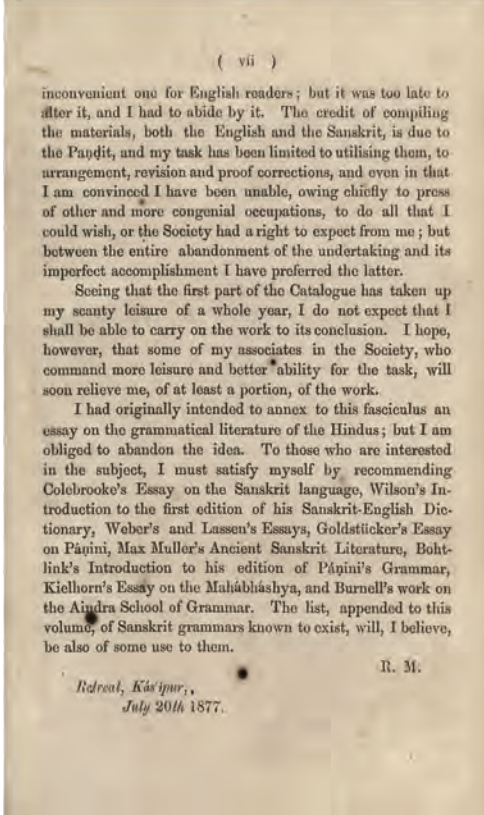 ( vii )
inconvenient one for English readers; but it was too late to
alter it, and I had to abide by it. The credit of compiling
the materials, both the English and the Sanskrit, is due to
the Paṇḍit, and my task has been limited to utilising them, to
arrangement, revision and proof corrections, and even in that
I am convinced I have been unable, owing chiefly to press
of other and more congenial occupations, to do all that I
could wish, or the Society had a right to expect from me; but
between the entire abandonment of the undertaking and its
imperfect accomplishment I have preferred the latter.
Seeing that the first part of the Catalogue has taken up
my scanty leisure of a whole year, I do not expect that I
shall be able to carry on the work to its conclusion. I hope,
however, that some of my associates in the Society, who
command more leisure and better ability for the task, will
soon relieve me, of at least a portion, of the work.
I had originally intended to annex to this fasciculus an
essay on the grammatical literature of the Hindus; but I am
obliged to abandon the idea. To those who are interested
in the subject, I must satisfy myself by recommending
Colebrooke's Essay on the Sanskrit language, Wilson's In-
troduction to the first edition of his Sanskrit-English Dic-
tionary, Weber's and Lassen's Essays, Goldstücker's Essay
on Páṇini, Max Muller's Ancient Sanskrit Literature, Boht-
link's Introduction to his edition of Páṇini's Grammar,
Kielhorn's Essay on the Mahábháshya, and Burnell's work on
the Aindra School of Grammar. The list, appended to this
volume, of Sanskrit grammars known to exist, will, I believe,
be also of some use to them.
R. M.
Retreat, Kás'ipur,,
July 20th 1877.